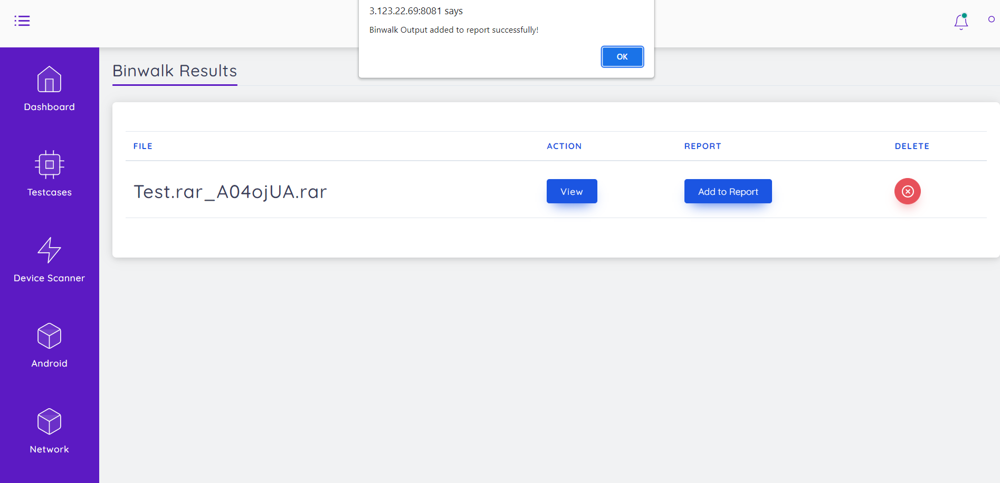 3.123.22.69:8081 says
Binwalk Output added to report successfully!
OK
Dashboard
Testcases
Device Scanner
Android
Network
Binwalk Results
FILE ACTION REPORT DELETE
Test.rar_A04ojUA.rar View Add to Report